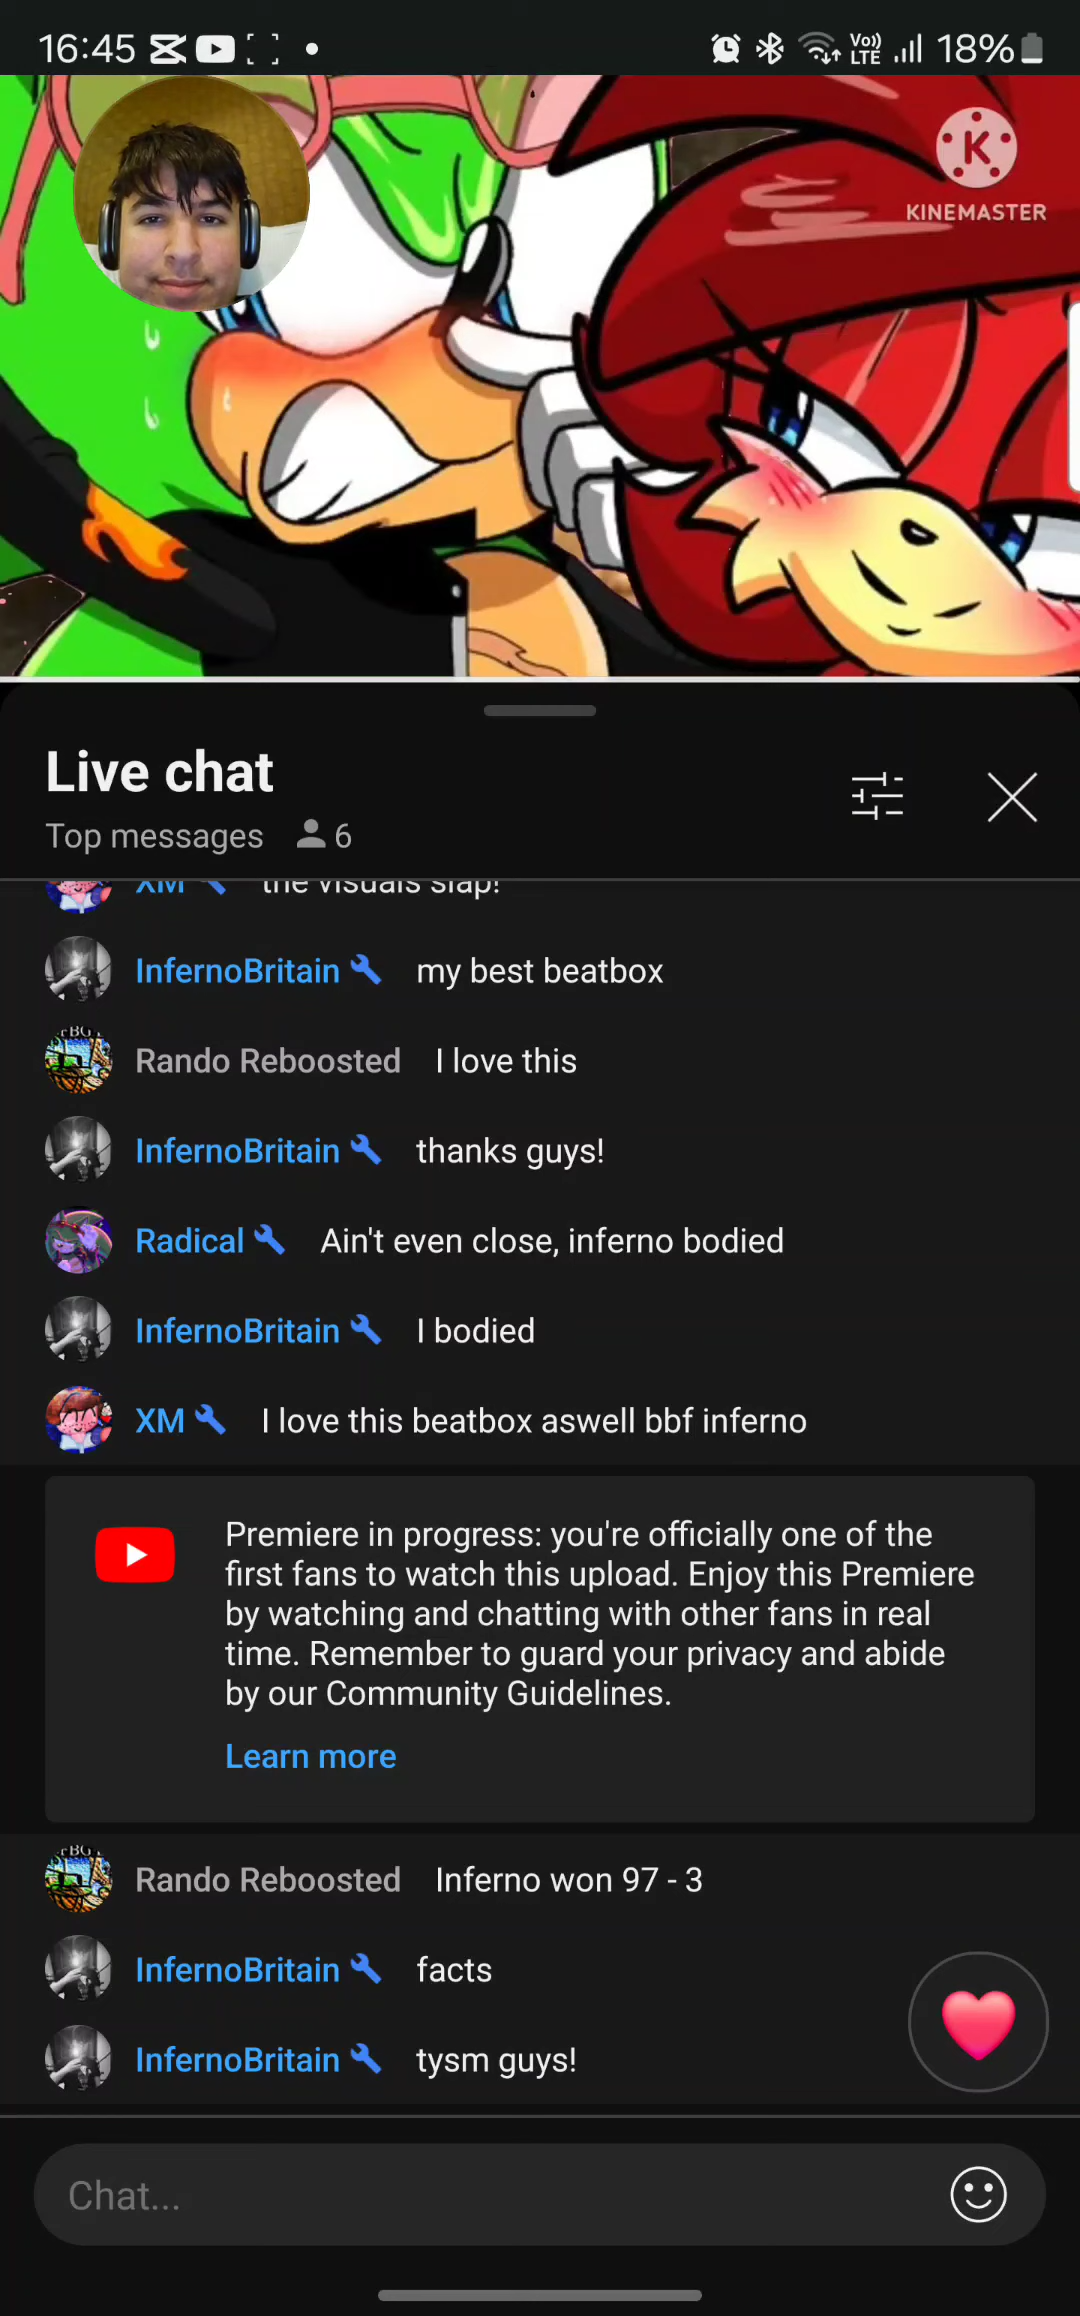 16:45 Vo)) LTE 18%
K
KINEMASTER
Live chat
Top messages 6
XM the visuals slap!
InfernoBritain my best beatbox
Rando Reboosted I love this
InfernoBritain thanks guys!
Radical Ain't even close, inferno bodied
InfernoBritain I bodied
XM I love this beatbox aswell bbf inferno
Premiere in progress: you're officially one of the
first fans to watch this upload. Enjoy this Premiere
by watching and chatting with other fans in real
time. Remember to guard your privacy and abide
by our Community Guidelines.
Learn more
Rando Reboosted Inferno won 97 - 3
InfernoBritain facts
InfernoBritain tysm guys!
Chat...